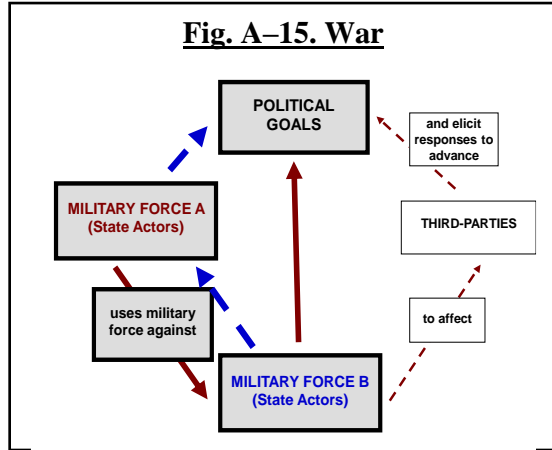 Fig. A–15. War
POLITICAL
GOALS
and elicit
responses to
advance
MILITARY FORCE A
(State Actors)
THIRD-PARTIES
uses military
force against
to affect
MILITARY FORCE B
(State Actors)